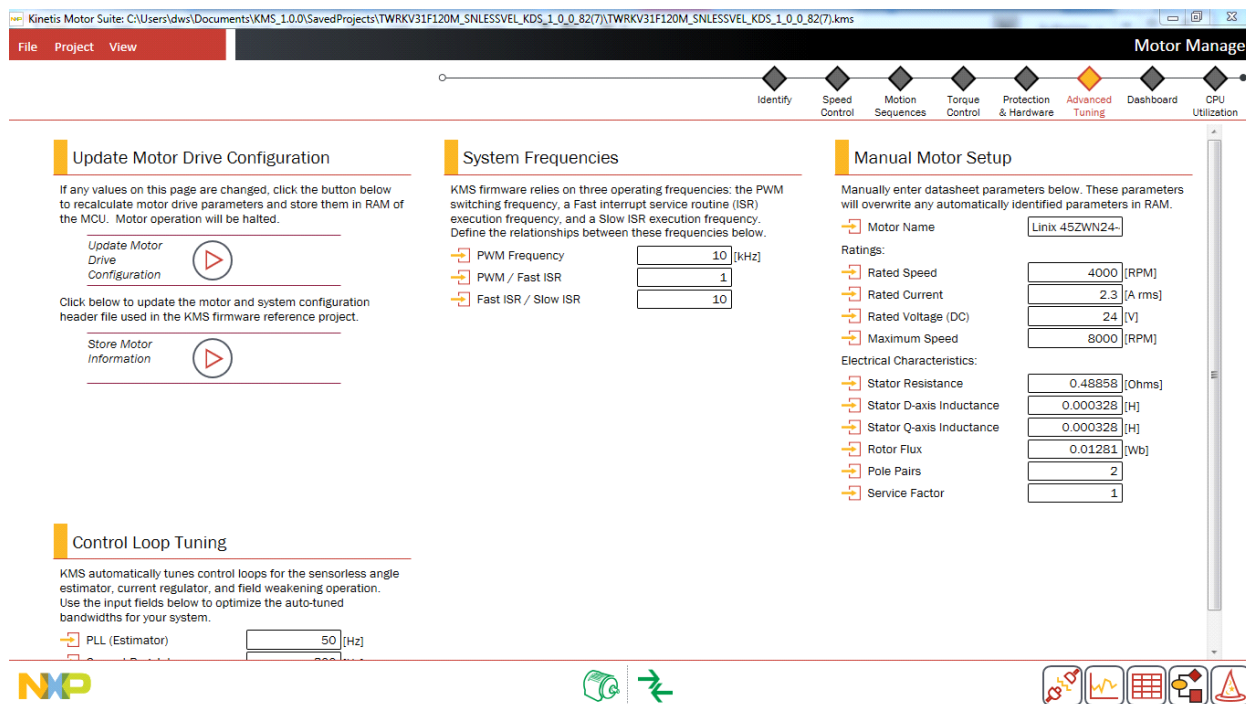 Kinetis Motor Suite: C:\Users\dws\Documents\KMS_1.0.0\SavedProjects\TWRKV31F120M_SNLESSVEL_KDS_1_0_0_82(7)\TWRKV31F120M_SNLESSVEL_KDS_1_0_0_82(7).kms
File Project View
Motor Manage
Identify
Speed Control
Motion Sequences
Torque Control
Protection & Hardware
Advanced Tuning
Dashboard
CPU Utilization
Update Motor Drive Configuration
If any values on this page are changed, click the button below
to recalculate motor drive parameters and store them in RAM of
the MCU. Motor operation will be halted.
Update Motor
Drive
Configuration
Click below to update the motor and system configuration
header file used in the KMS firmware reference project.
Store Motor
Information
System Frequencies
KMS firmware relies on three operating frequencies: the PWM
switching frequency, a Fast interrupt service routine (ISR)
execution frequency, and a Slow ISR execution frequency.
Define the relationships between these frequencies below.
PWM Frequency 10 [kHz]
PWM / Fast ISR 1
Fast ISR / Slow ISR 10
Manual Motor Setup
Manually enter datasheet parameters below. These parameters
will overwrite any automatically identified parameters in RAM.
Motor Name Linix 45ZWN24-
Ratings:
Rated Speed 4000 [RPM]
Rated Current 2.3 [A rms]
Rated Voltage (DC) 24 [V]
Maximum Speed 8000 [RPM]
Electrical Characteristics:
Stator Resistance 0.48858 [Ohms]
Stator D-axis Inductance 0.000328 [H]
Stator Q-axis Inductance 0.000328 [H]
Rotor Flux 0.01281 [Wb]
Pole Pairs 2
Service Factor 1
Control Loop Tuning
KMS automatically tunes control loops for the sensorless angle
estimator, current regulator, and field weakening operation.
Use the input fields below to optimize the auto-tuned
bandwidths for your system.
PLL (Estimator) 50 [Hz]
NXP